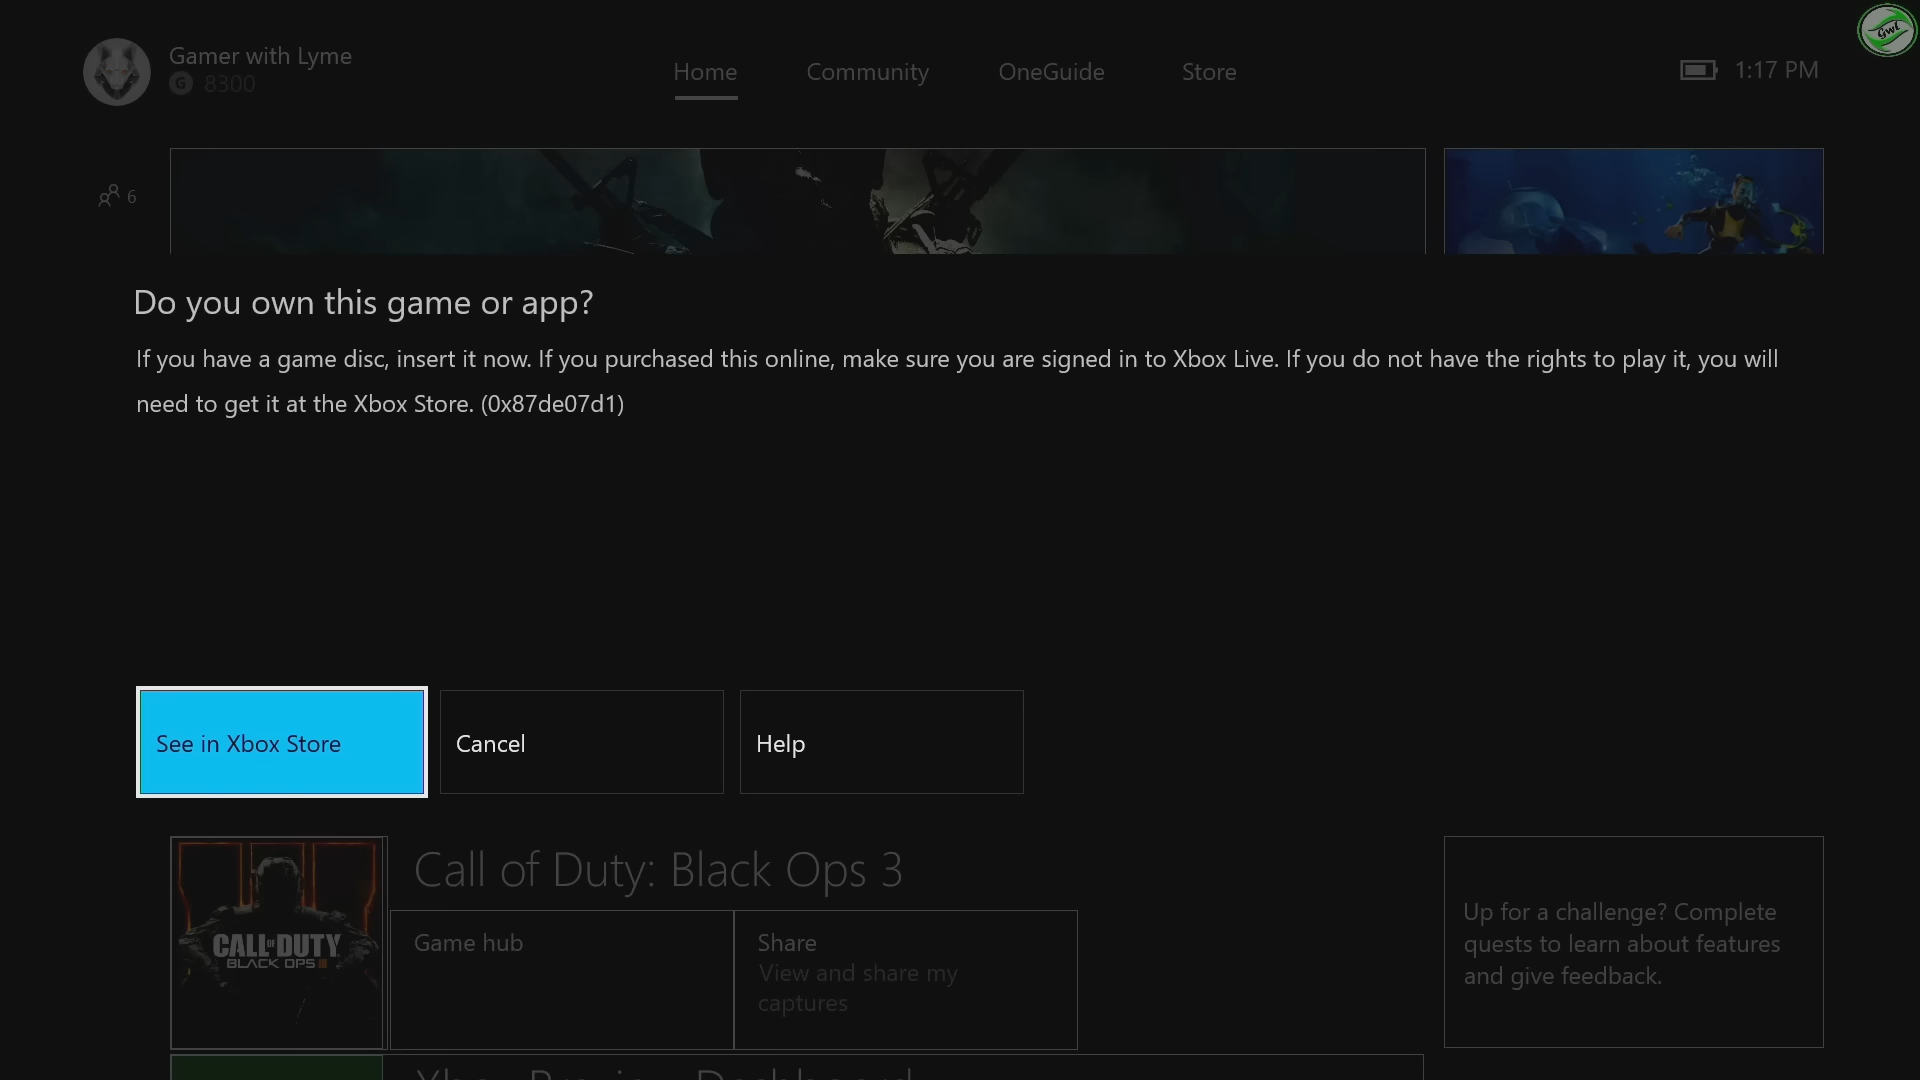 Gamer with Lyme
G 8300
Home
Community
OneGuide
Store
1:17 PM
Gwl
6
Do you own this game or app?
If you have a game disc, insert it now. If you purchased this online, make sure you are signed in to Xbox Live. If you do not have the rights to play it, you will
need to get it at the Xbox Store. (0x87de07d1)
See in Xbox Store
Cancel
Help
CALL OF DUTY
BLACK OPS III
Call of Duty: Black Ops 3
Game hub
Share
View and share my
captures
Up for a challenge? Complete
quests to learn about features
and give feedback.
Xbox Preview Dashboard